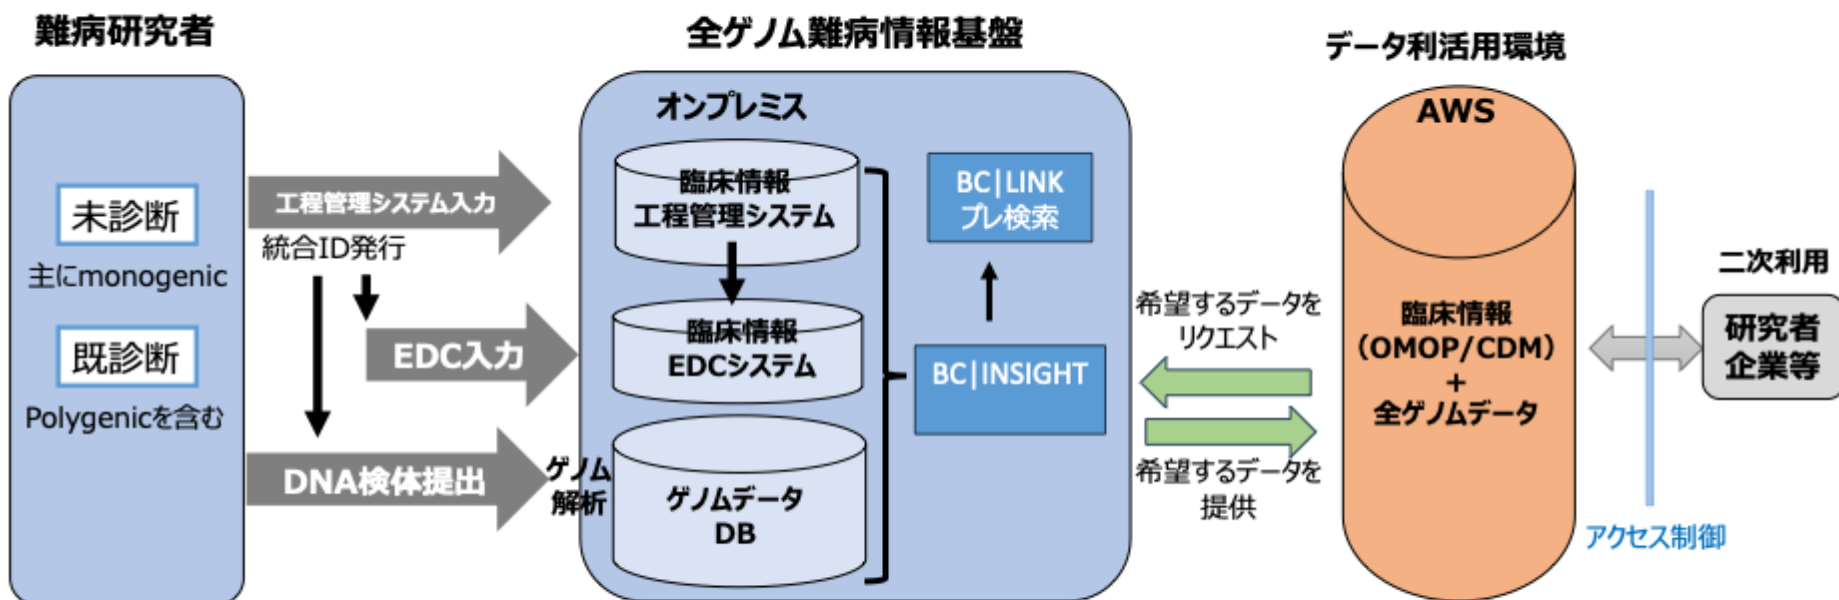 難病研究者
未診断
主にmonogenic
既診断
Polygenicを含む
工程管理システム入力
統合ID発行
EDC入力
DNA検体提出
ゲノム
解析
全ゲノム難病情報基盤
オンプレミス
臨床情報
工程管理システム
臨床情報
EDCシステム
ゲノムデータ
DB
BC|LINK
プレ検索
BC|INSIGHT
希望するデータを
リクエスト
希望するデータを
提供
データ利活用環境
AWS
臨床情報
（OMOP/CDM）
+
全ゲノムデータ
アクセス制御
二次利用
研究者
企業等